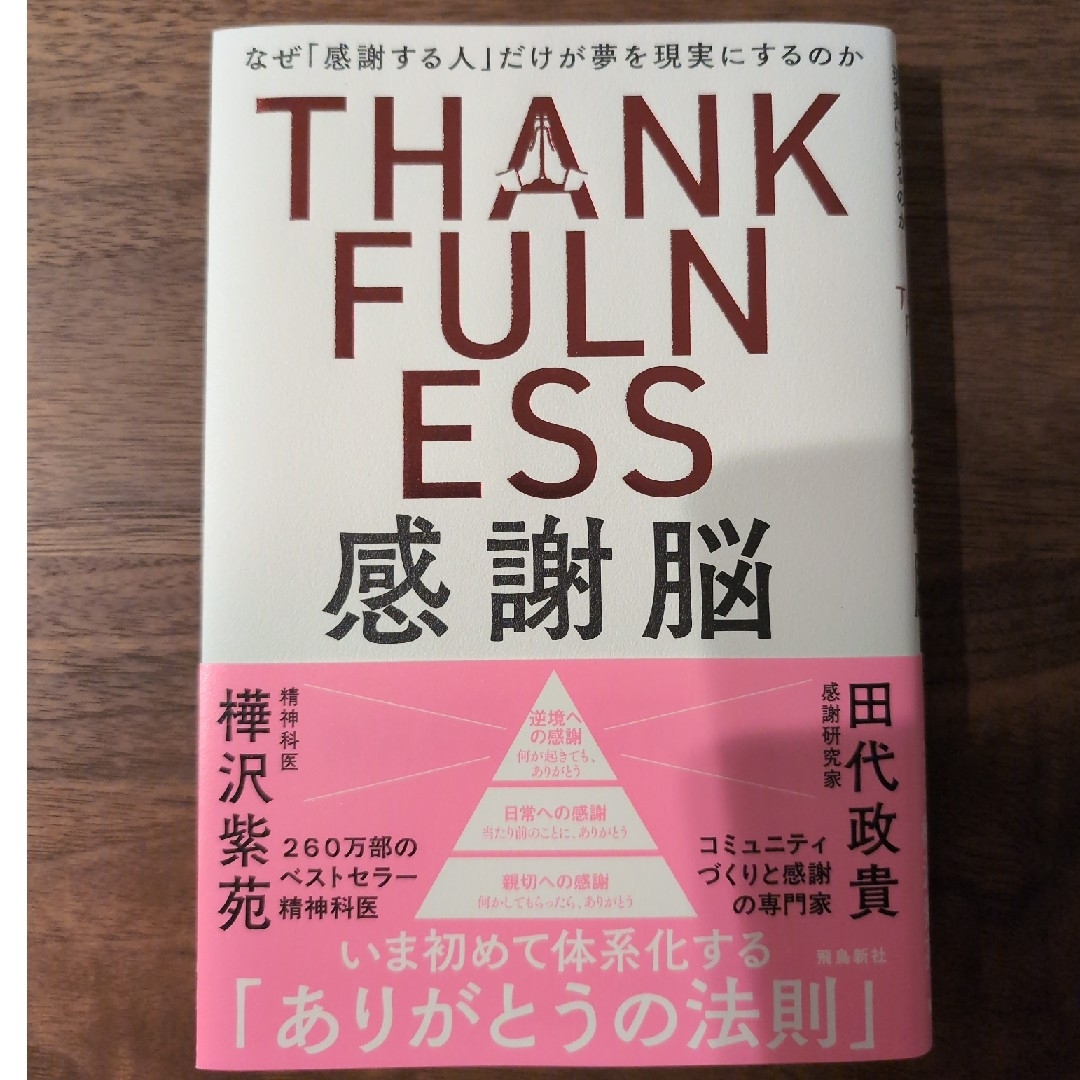 なぜ「感謝する人」だけが夢を現実にするのか
THANK
FULN
ESS
感謝脳
精神科医
樺沢紫苑
260万部の
ベストセラー
精神科医
逆境へ
の感謝
何が起きても、
ありがとう
日常への感謝
当たり前のことに、ありがとう
親切への感謝
何かしてもらったら、ありがとう
田代政貴
感謝研究家
コミュニティ
づくりと感謝
の専門家
いま初めて体系化する
飛鳥新社
「ありがとうの法則」